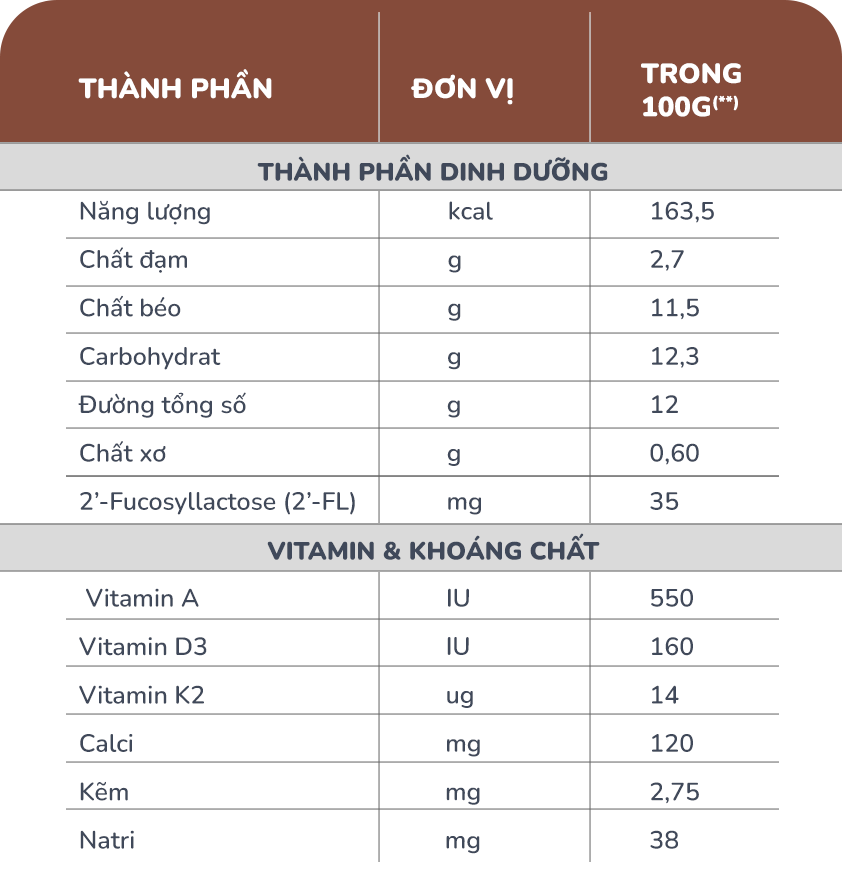 THÀNH PHẦN ĐƠN VỊ TRONG 100G(**)
THÀNH PHẦN DINH DƯỠNG
Năng lượng kcal 163,5
Chất đạm g 2,7
Chất béo g 11,5
Carbohydrat g 12,3
Đường tổng số g 12
Chất xơ g 0,60
2’-Fucosyllactose (2’-FL) mg 35
VITAMIN & KHOÁNG CHẤT
Vitamin A IU 550
Vitamin D3 IU 160
Vitamin K2 ug 14
Calci mg 120
Kẽm mg 2,75
Natri mg 38